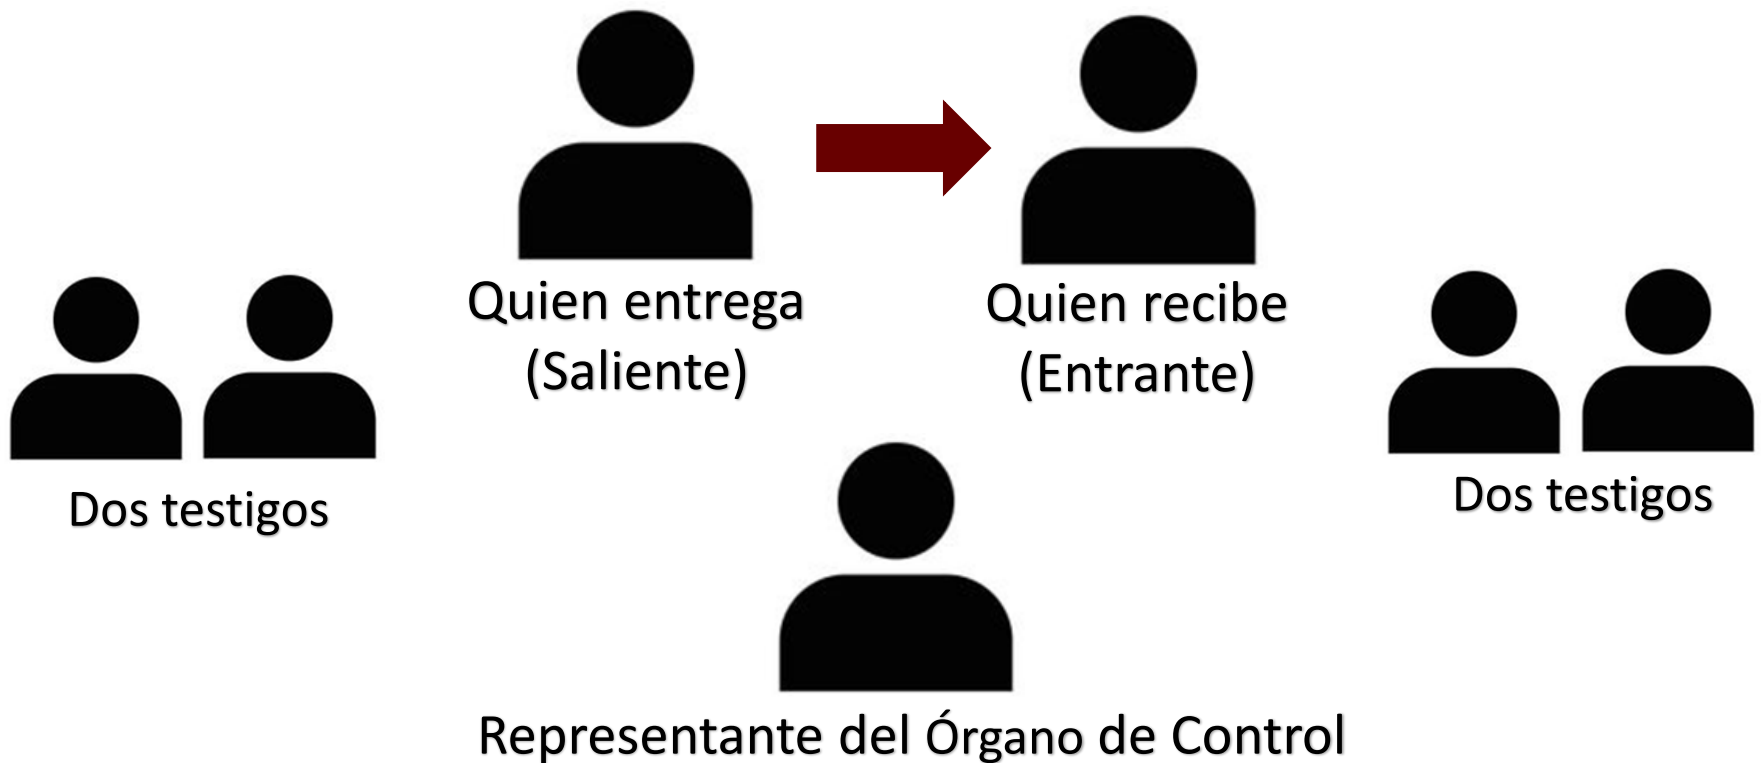 Quien entrega
(Saliente)
Quien recibe
(Entrante)
Dos testigos
Dos testigos
Representante del Órgano de Control